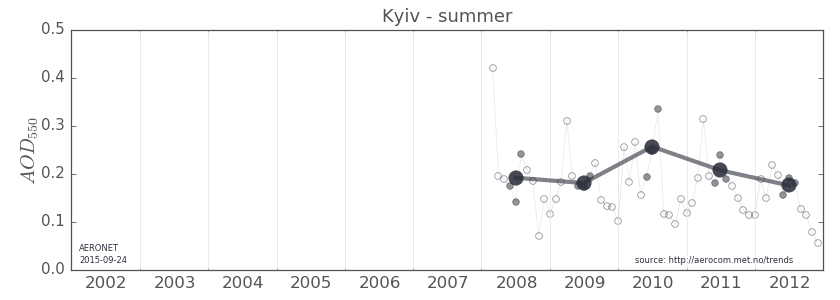 Kyiv - summer
0.5
0.4
0.3
0.2
0.1
0.0
AOD550
AERONET
2015-09-24
source: http://aerocom.met.no/trends
2002 2003 2004 2005 2006 2007 2008 2009 2010 2011 2012